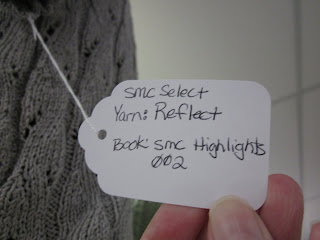 smc Select
Yarn: Reflect
Book: smc Highlights
002